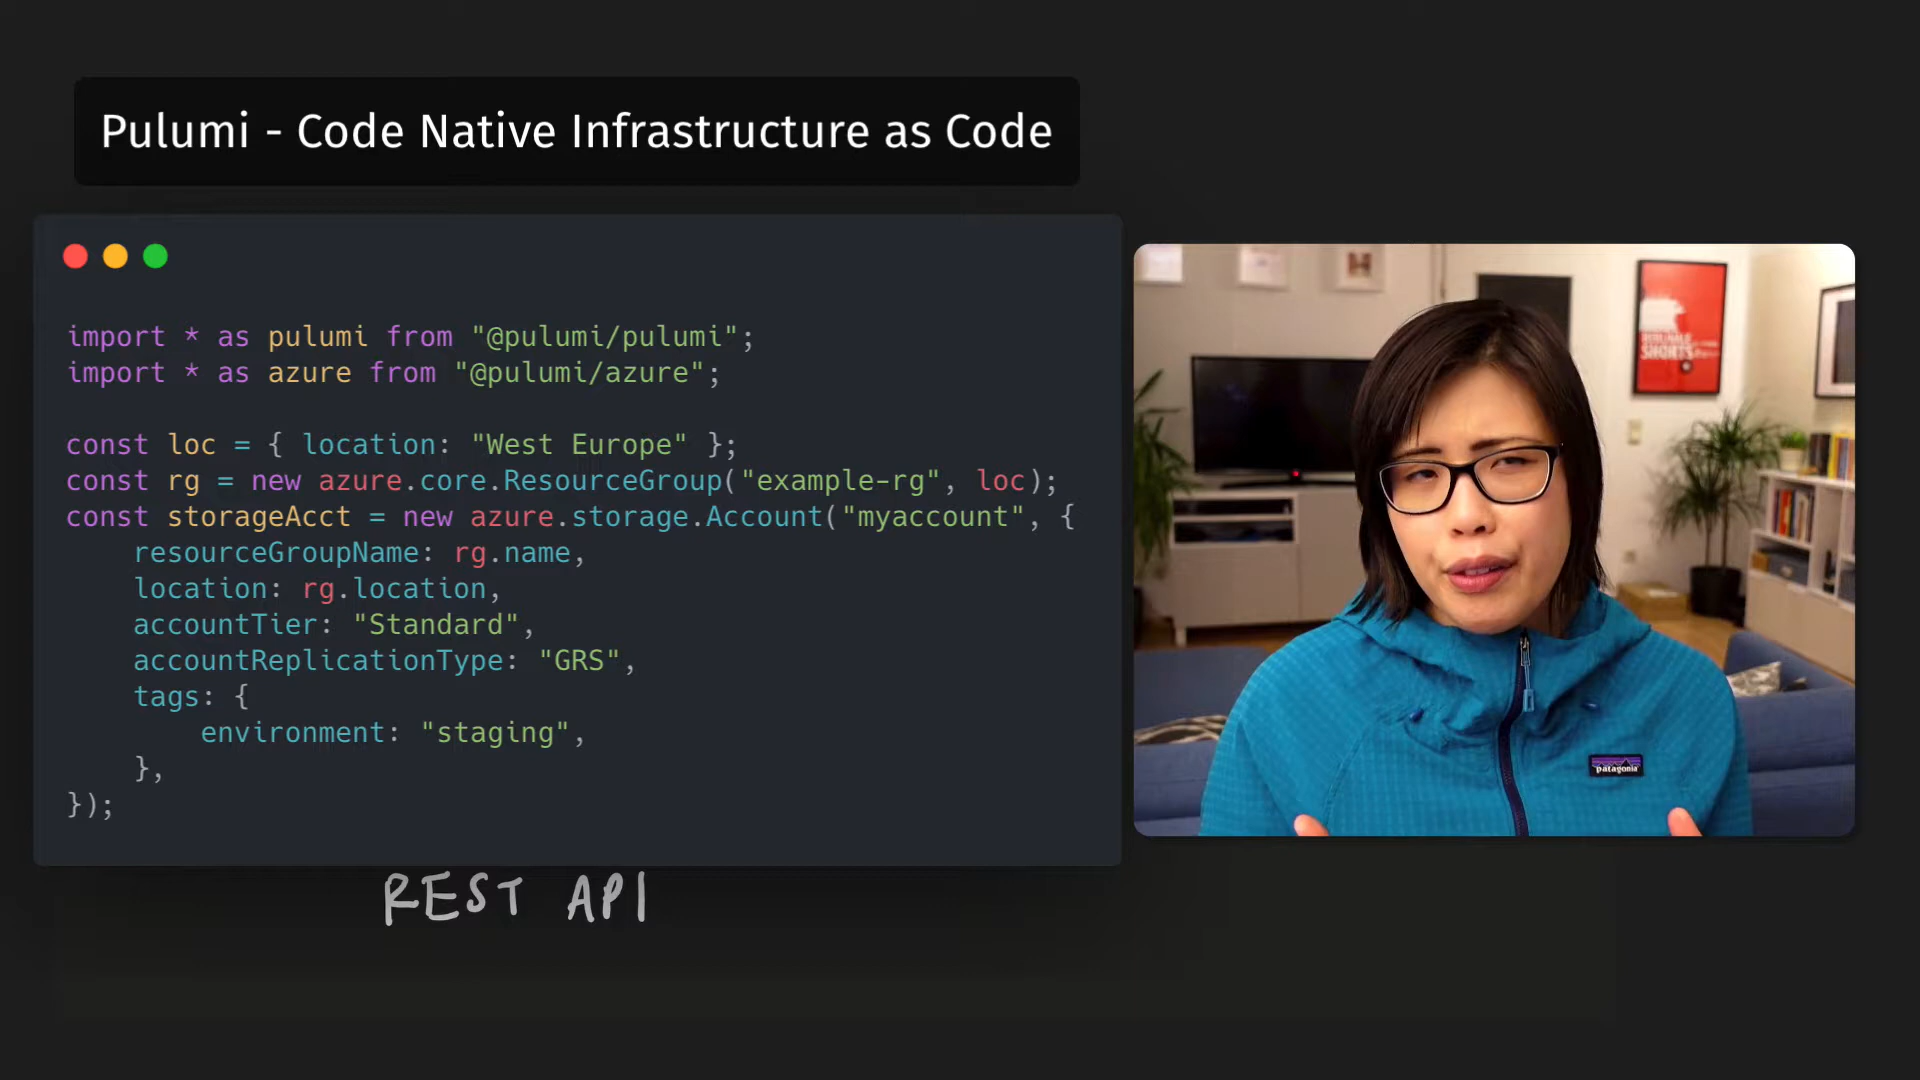 Pulumi - Code Native Infrastructure as Code
import * as pulumi from "@pulumi/pulumi";
import * as azure from "@pulumi/azure";
const loc = { location: "West Europe" };
const rg = new azure.core.ResourceGroup("example-rg", loc);
const storageAcct = new azure.storage.Account("myaccount", {
    resourceGroupName: rg.name,
    location: rg.location,
    accountTier: "Standard",
    accountReplicationType: "GRS",
    tags: {
        environment: "staging",
    },
});
REST API
SHORTS
patagonia